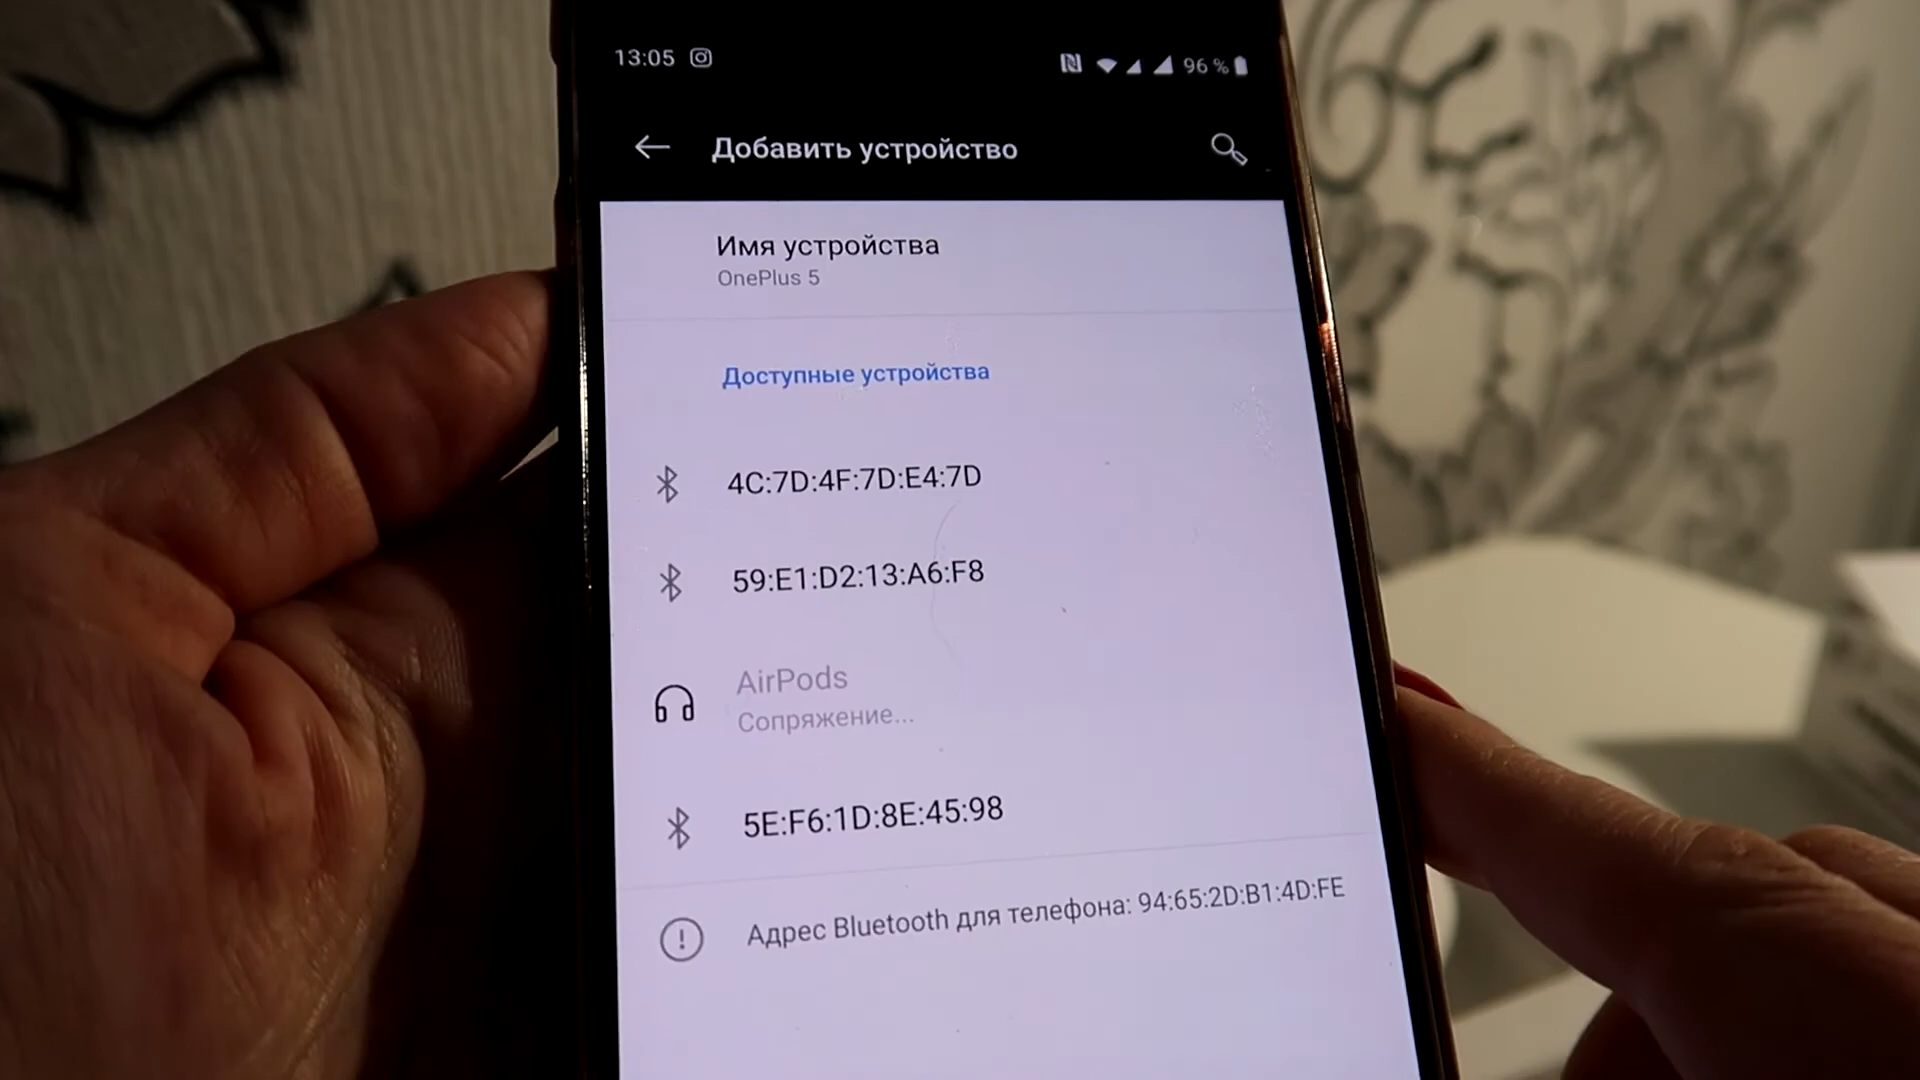 13:05
96 %
Добавить устройство
Имя устройства
OnePlus 5
Доступные устройства
4C:7D:4F:7D:E4:7D
59:E1:D2:13:A6:F8
AirPods
Сопряжение...
5E:F6:1D:8E:45:98
Адрес Bluetooth для телефона: 94:65:2D:B1:4D:FE